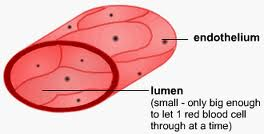 endothelium
lumen
(small - only big enough
to let 1 red blood cell
through at a time)